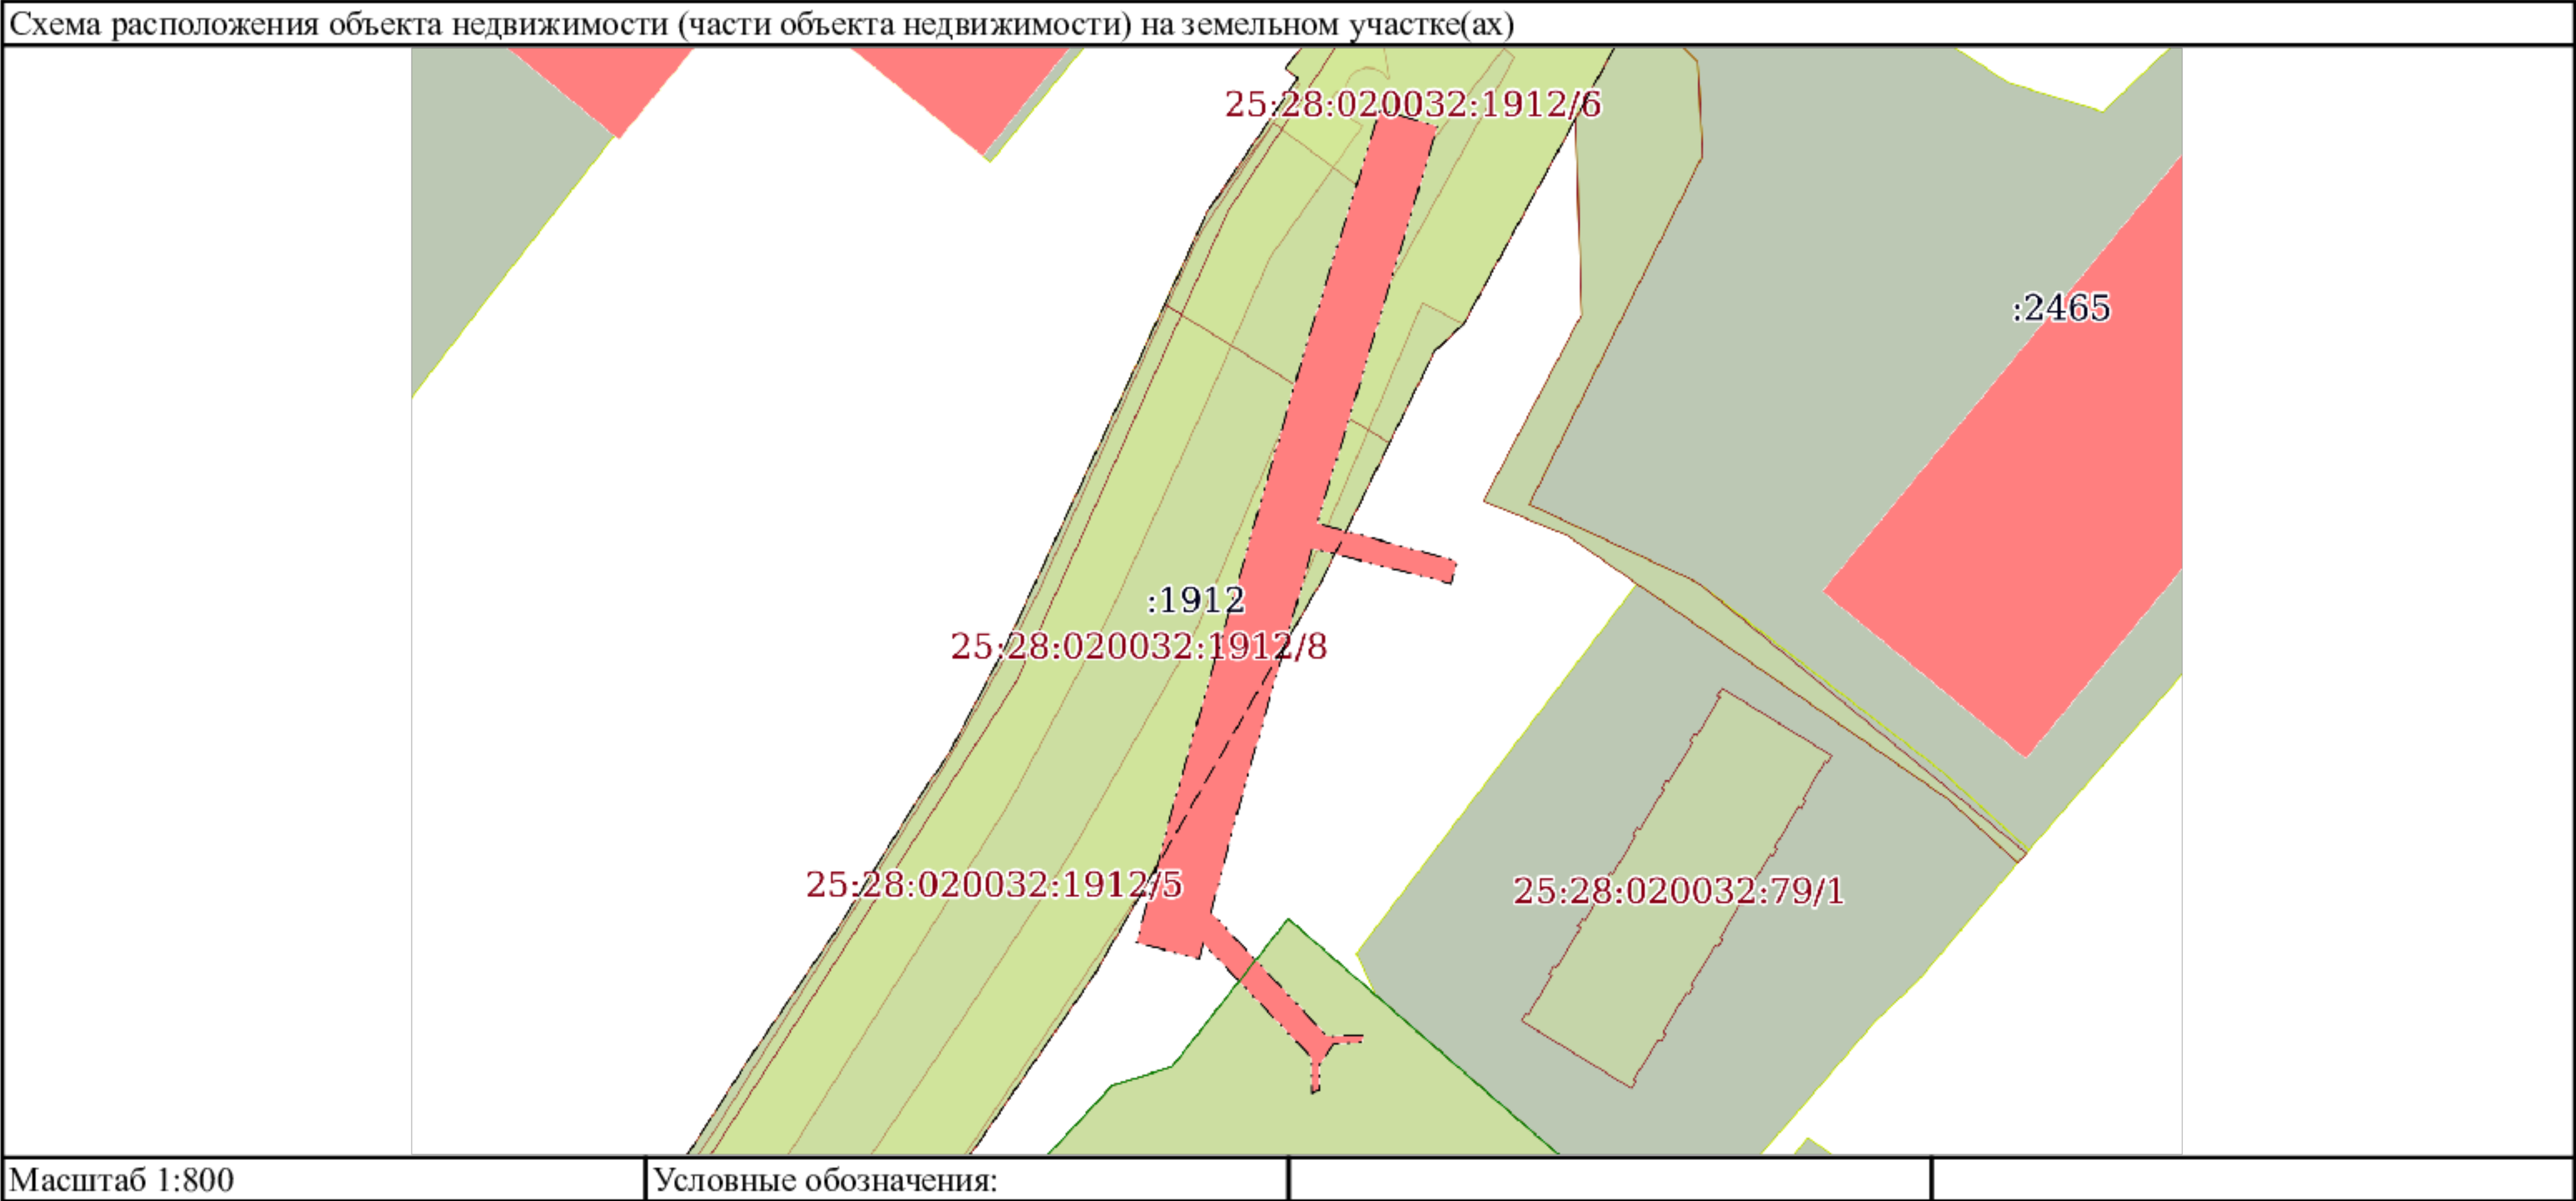 Схема расположения объекта недвижимости (части объекта недвижимости) на земельном участке(ах)
25:28:020032:1912/6
:2465
:1912
25:28:020032:1912/8
25:28:020032:1912/5
25:28:020032:79/1
Масштаб 1:800
Условные обозначения: